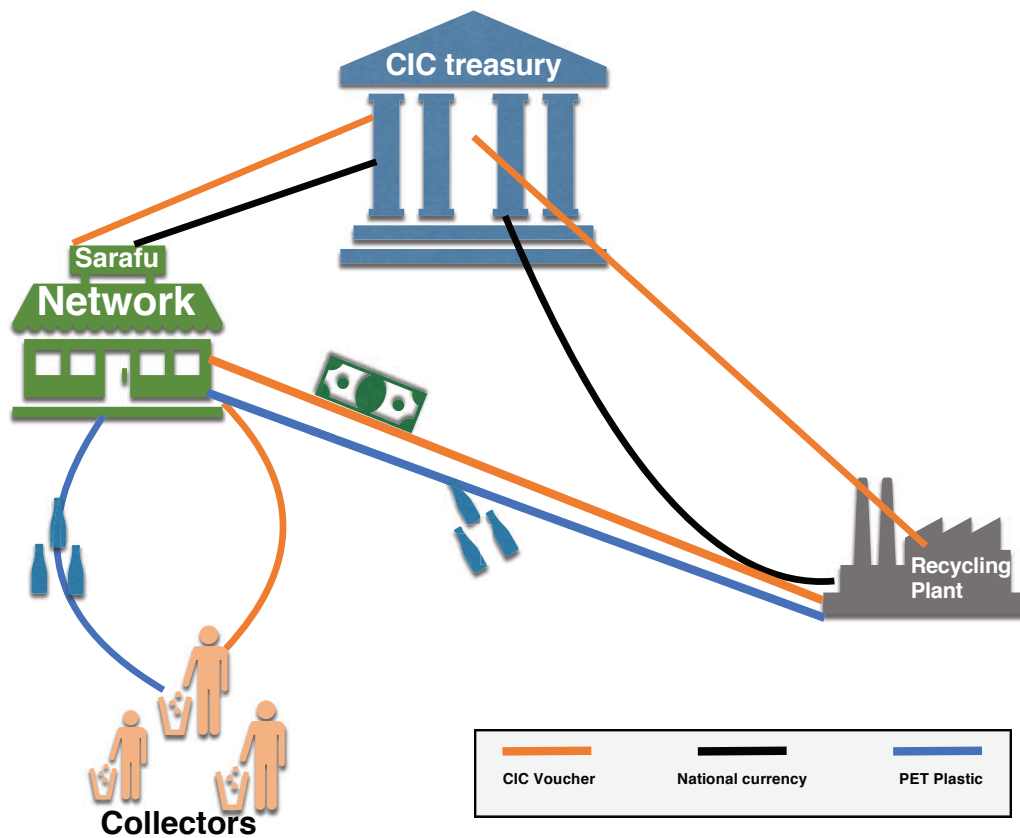 CIC treasury
Sarafu
Network
Recycling
Plant
Collectors
CIC Voucher
National currency
PET Plastic